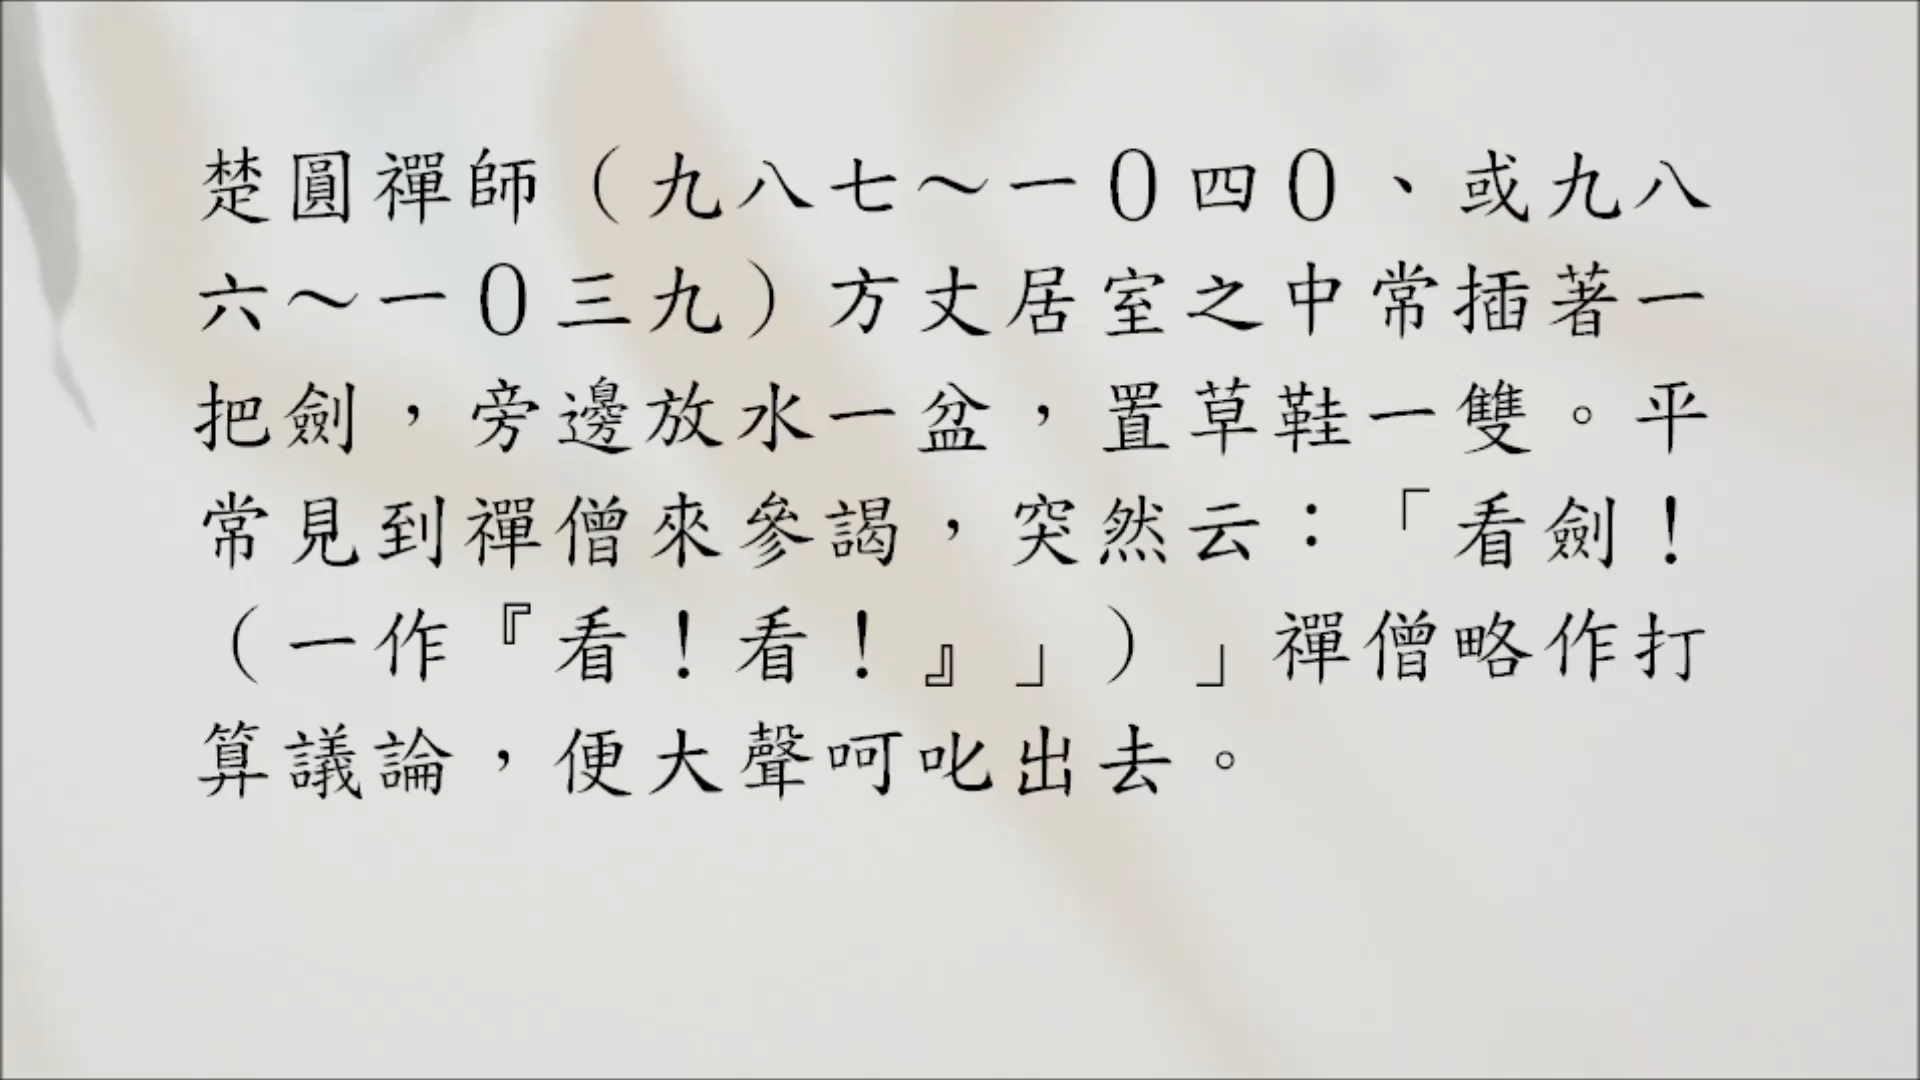 楚圓禪師（九八七～一０四０、或九八
六～一０三九）方丈居室之中常插著一
把劍，旁邊放水一盆，置草鞋一雙。平
常見到禪僧來參謁，突然云：「看劍！
（一作『看！看！』」）」禪僧略作打
算議論，便大聲呵叱出去。